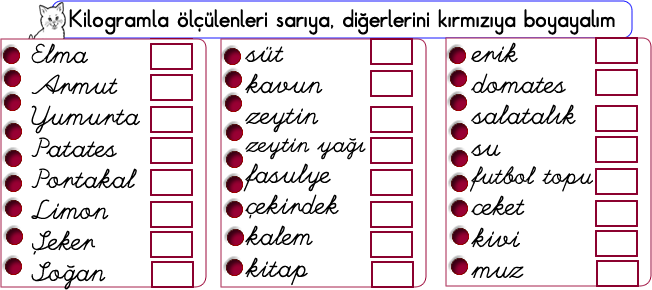 Kilogramla ölçülenleri sarıya, diğerlerini kırmızıya boyayalım
Elma
Armut
Yumurta
Patates
Portakal
Limon
Şeker
Soğan
süt
kavun
zeytin
zeytin yağı
fasulye
çekirdek
kalem
kitap
erik
domates
salatalık
su
futbol topu
ceket
kivi
muz